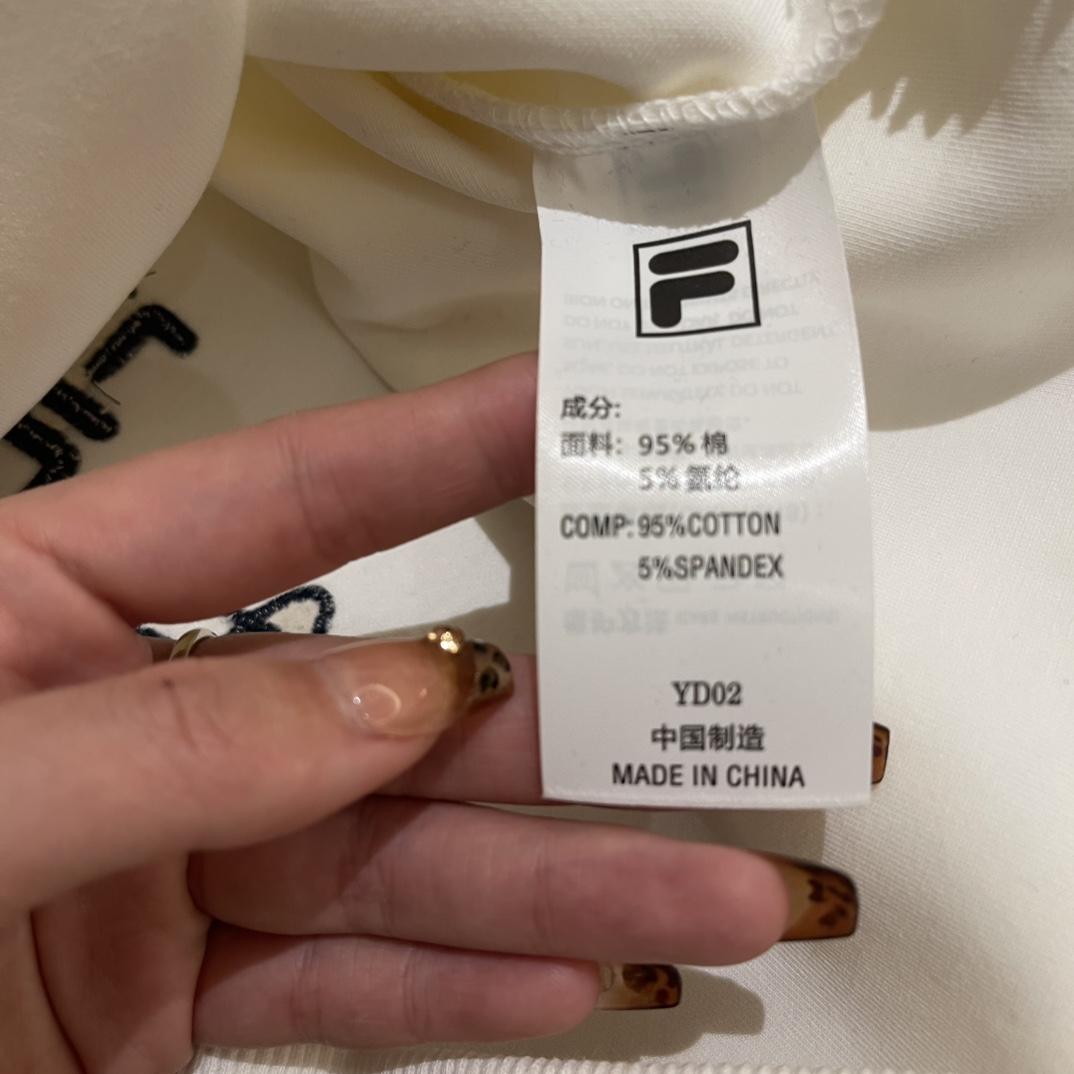 成分:
面料: 95% 棉
5% 氨纶
COMP: 95%COTTON
5%SPANDEX
YD02
中国制造
MADE IN CHINA